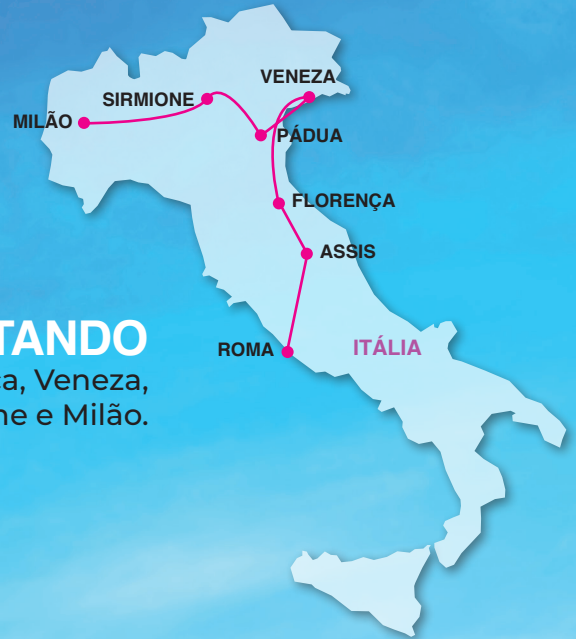 VENEZA
SIRMIONE
MILÃO
PÁDUA
FLORENÇA
ASSIS
ROMA
ITÁLIA
TANDO
a, Veneza,
ne e Milão.